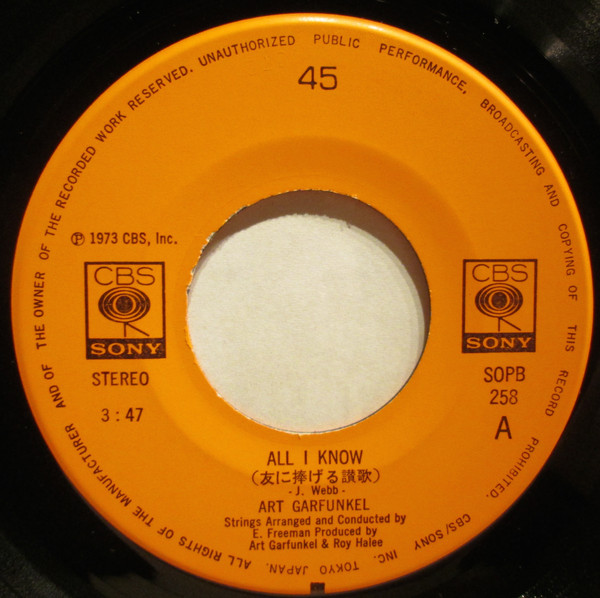 ALL RIGHTS OF THE MANUFACTURER AND OF THE OWNER OF THE RECORDED WORK RESERVED. UNAUTHORIZED PUBLIC PERFORMANCE, BROADCASTING AND COPYING OF THIS RECORD PROHIBITED. CBS/SONY INC. TOKYO JAPAN.
45
℗ 1973 CBS, Inc.
CBS
SONY
STEREO
3:47
CBS
SONY
SOPB
258
A
ALL I KNOW
(友に捧げる讃歌)
- J. Webb -
ART GARFUNKEL
Strings Arranged and Conducted by
E. Freeman Produced by
Art Garfunkel & Roy Halee